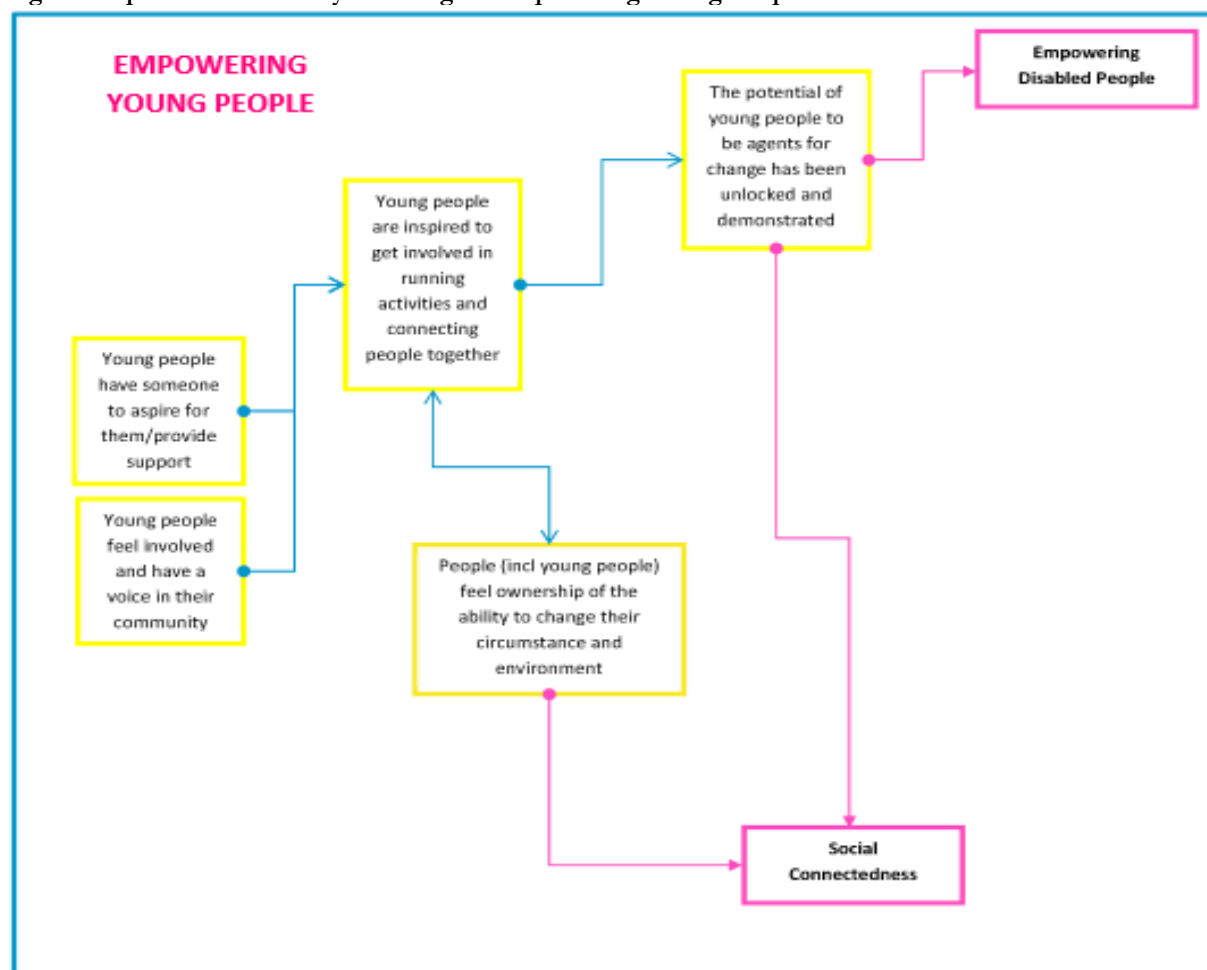 EMPOWERING
YOUNG PEOPLE
Empowering
Disabled People
The potential of
young people to
be agents for
change has been
unlocked and
demonstrated
Young people
are inspired to
get involved in
running
activities and
connecting
people together
Young people
have someone
to aspire for
them/provide
support
Young people
feel involved
and have a
voice in their
community
People (incl young people)
feel ownership of the
ability to change their
circumstance and
environment
Social
Connectedness